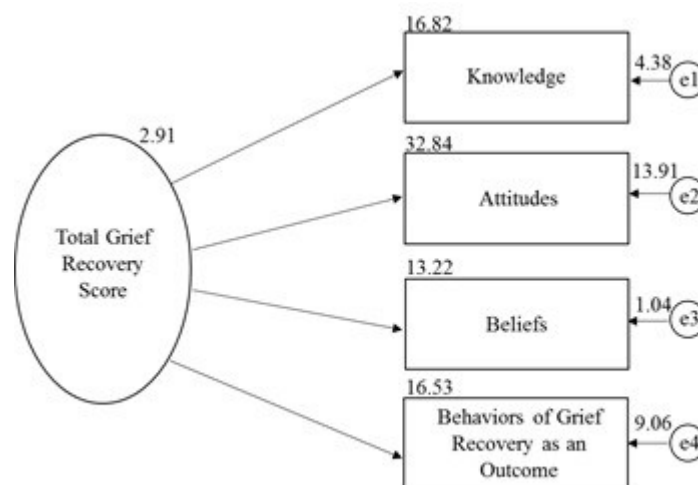 16.82
Knowledge
4.38
e1
2.91
32.84
Attitudes
13.91
e2
Total Grief
Recovery
Score
13.22
Beliefs
1.04
e3
16.53
Behaviors of Grief
Recovery as an
Outcome
9.06
e4